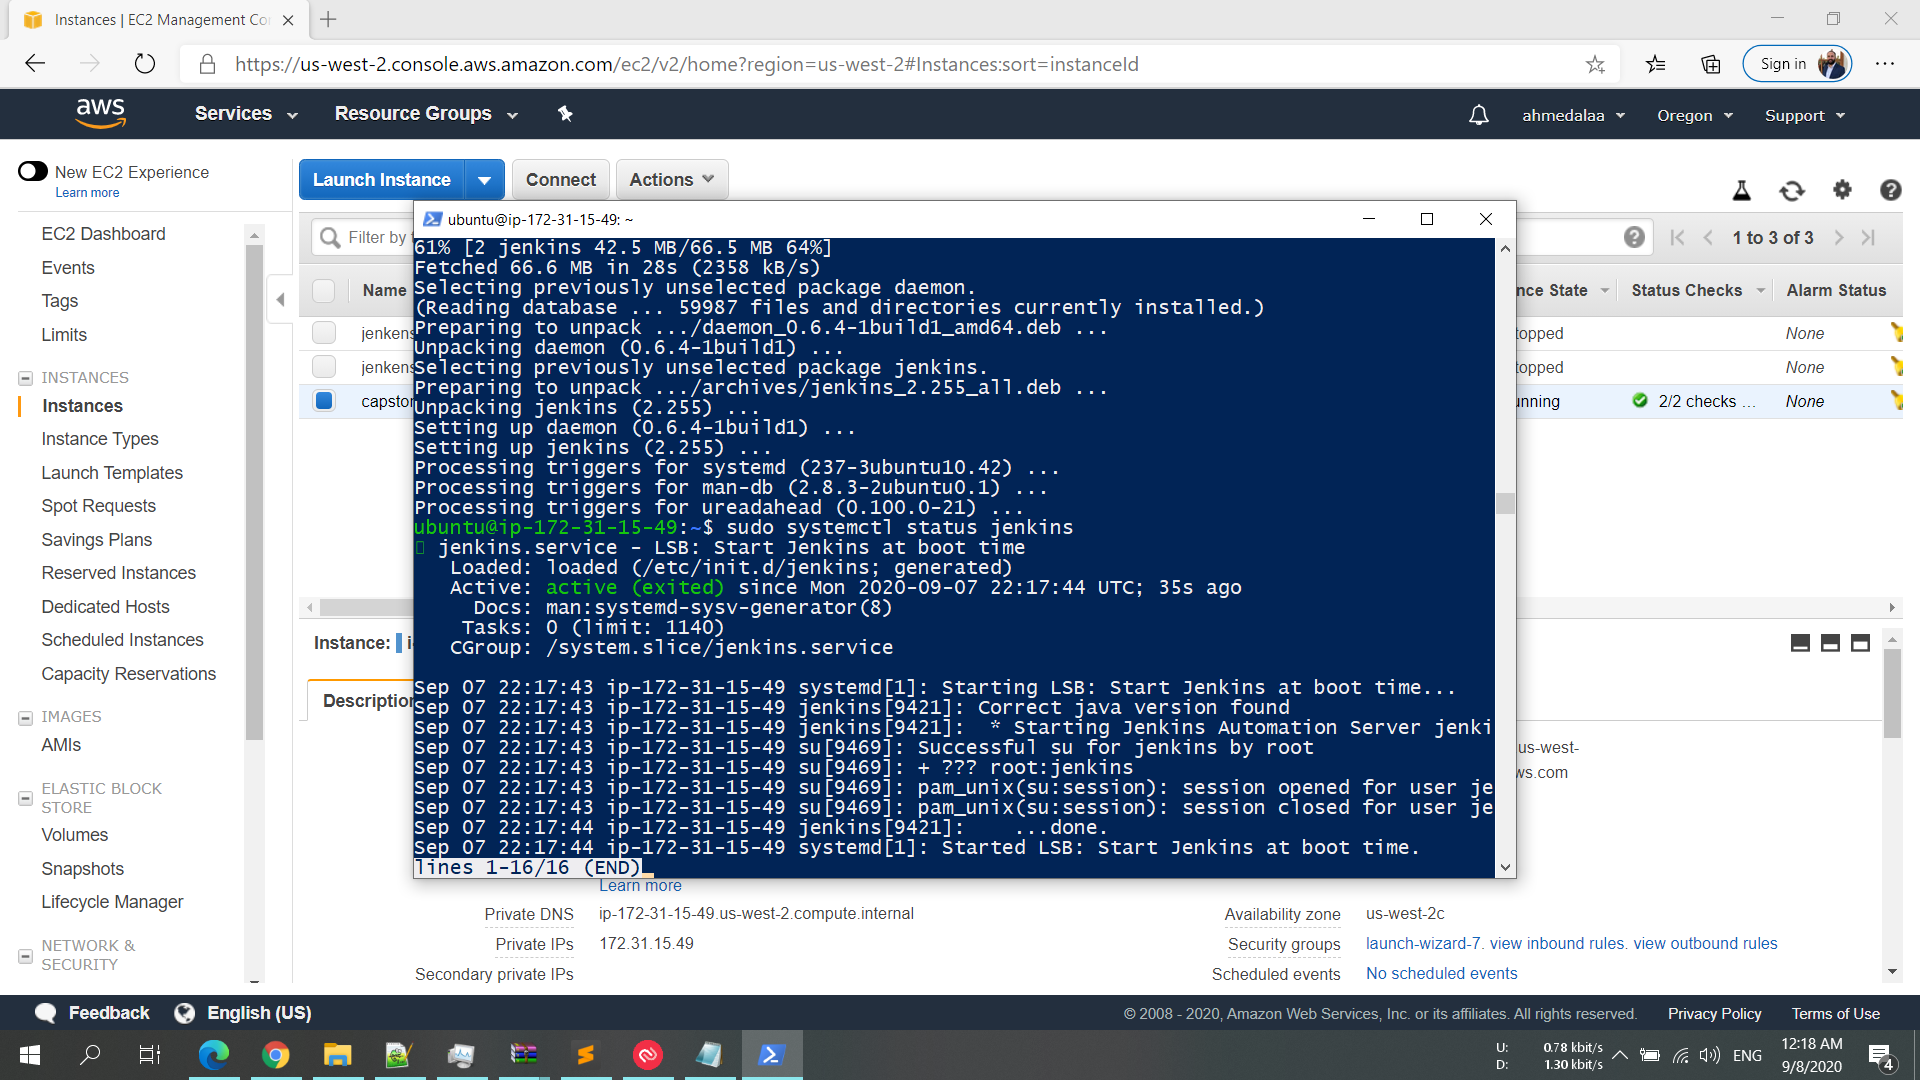 Instances | EC2 Management Co
https://us-west-2.console.aws.amazon.com/ec2/v2/home?region=us-west-2#Instances:sort=instanceId
Sign in
aws
Services
Resource Groups
ahmedalaa
Oregon
Support
New EC2 Experience
Learn more
Launch Instance
Connect
Actions
EC2 Dashboard
Events
Tags
Limits
INSTANCES
Instances
Instance Types
Launch Templates
Spot Requests
Savings Plans
Reserved Instances
Dedicated Hosts
Scheduled Instances
Capacity Reservations
IMAGES
AMIs
ELASTIC BLOCK
STORE
Volumes
Snapshots
Lifecycle Manager
NETWORK &
SECURITY
Filter by
1 to 3 of 3
Name
nce State
Status Checks
Alarm Status
jenkens
topped
None
jenkens
topped
None
capstor
unning
2/2 checks ...
None
ubuntu@ip-172-31-15-49: ~
61% [2 jenkins 42.5 MB/66.5 MB 64%]
Fetched 66.6 MB in 28s (2358 kB/s)
Selecting previously unselected package daemon.
(Reading database ... 59987 files and directories currently installed.)
Preparing to unpack .../daemon_0.6.4-1build1_amd64.deb ...
Unpacking daemon (0.6.4-1build1) ...
Selecting previously unselected package jenkins.
Preparing to unpack .../archives/jenkins_2.255_all.deb ...
Unpacking jenkins (2.255) ...
Setting up daemon (0.6.4-1build1) ...
Setting up jenkins (2.255) ...
Processing triggers for systemd (237-3ubuntu10.42) ...
Processing triggers for man-db (2.8.3-2ubuntu0.1) ...
Processing triggers for ureadahead (0.100.0-21) ...
ubuntu@ip-172-31-15-49:~$ sudo systemctl status jenkins
jenkins.service - LSB: Start Jenkins at boot time
Loaded: loaded (/etc/init.d/jenkins; generated)
Active: active (exited) since Mon 2020-09-07 22:17:44 UTC; 35s ago
Docs: man:systemd-sysv-generator(8)
Tasks: 0 (limit: 1140)
CGroup: /system.slice/jenkins.service
Sep 07 22:17:43 ip-172-31-15-49 systemd[1]: Starting LSB: Start Jenkins at boot time...
Sep 07 22:17:43 ip-172-31-15-49 jenkins[9421]: Correct java version found
Sep 07 22:17:43 ip-172-31-15-49 jenkins[9421]:  * Starting Jenkins Automation Server jenki
Sep 07 22:17:43 ip-172-31-15-49 su[9469]: Successful su for jenkins by root
Sep 07 22:17:43 ip-172-31-15-49 su[9469]: + ??? root:jenkins
Sep 07 22:17:43 ip-172-31-15-49 su[9469]: pam_unix(su:session): session opened for user je
Sep 07 22:17:43 ip-172-31-15-49 su[9469]: pam_unix(su:session): session closed for user je
Sep 07 22:17:44 ip-172-31-15-49 jenkins[9421]:    ...done.
Sep 07 22:17:44 ip-172-31-15-49 systemd[1]: Started LSB: Start Jenkins at boot time.
lines 1-16/16 (END)
Instance: i
Description
us-west-
ws.com
Learn more
Private DNS
ip-172-31-15-49.us-west-2.compute.internal
Availability zone
us-west-2c
Private IPs
172.31.15.49
Security groups
launch-wizard-7. view inbound rules. view outbound rules
Secondary private IPs
Scheduled events
No scheduled events
Feedback
English (US)
© 2008 - 2020, Amazon Web Services, Inc. or its affiliates. All rights reserved.
Privacy Policy
Terms of Use
U: 0.78 kbit/s
D: 1.30 kbit/s
ENG
12:18 AM
9/8/2020
4